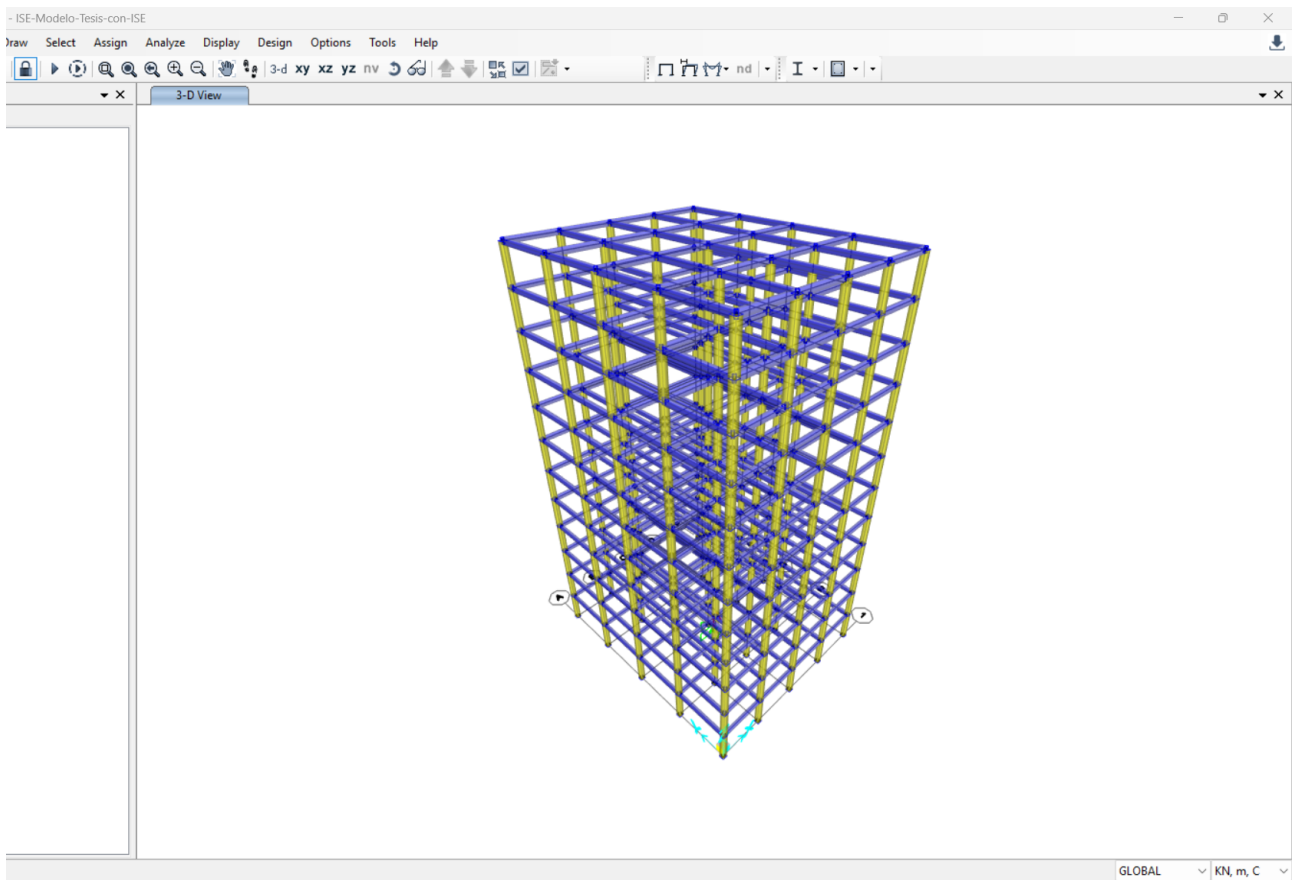 - ISE-Modelo-Tesis-con-ISE
Draw Select Assign Analyze Display Design Options Tools Help
3-d xy xz yz nv nd
3-D View
GLOBAL KN, m, C